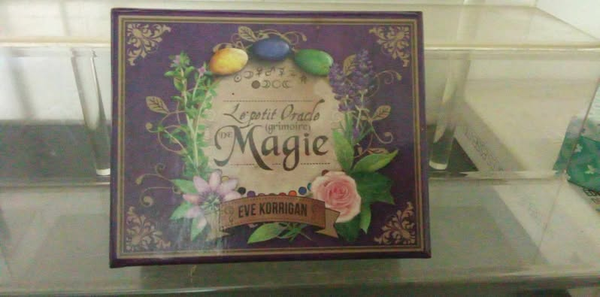 Le petit Oracle
(grimoire)
DE Magie
EVE KORRIGAN